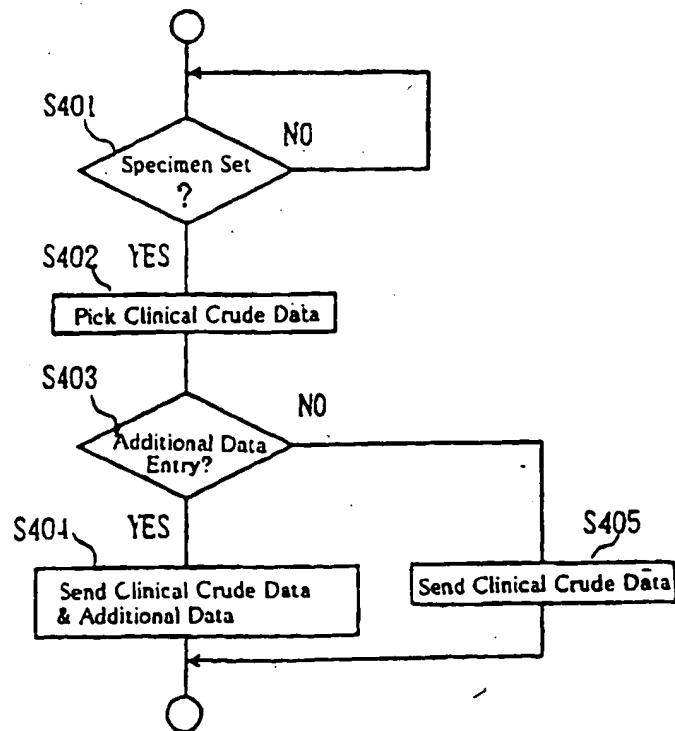 S401
NO
Specimen Set
?
S402
YES
Pick Clinical Crude Data
S403
NO
Additional Data
Entry?
S404
YES
S405
Send Clinical Crude Data
& Additional Data
Send Clinical Crude Data